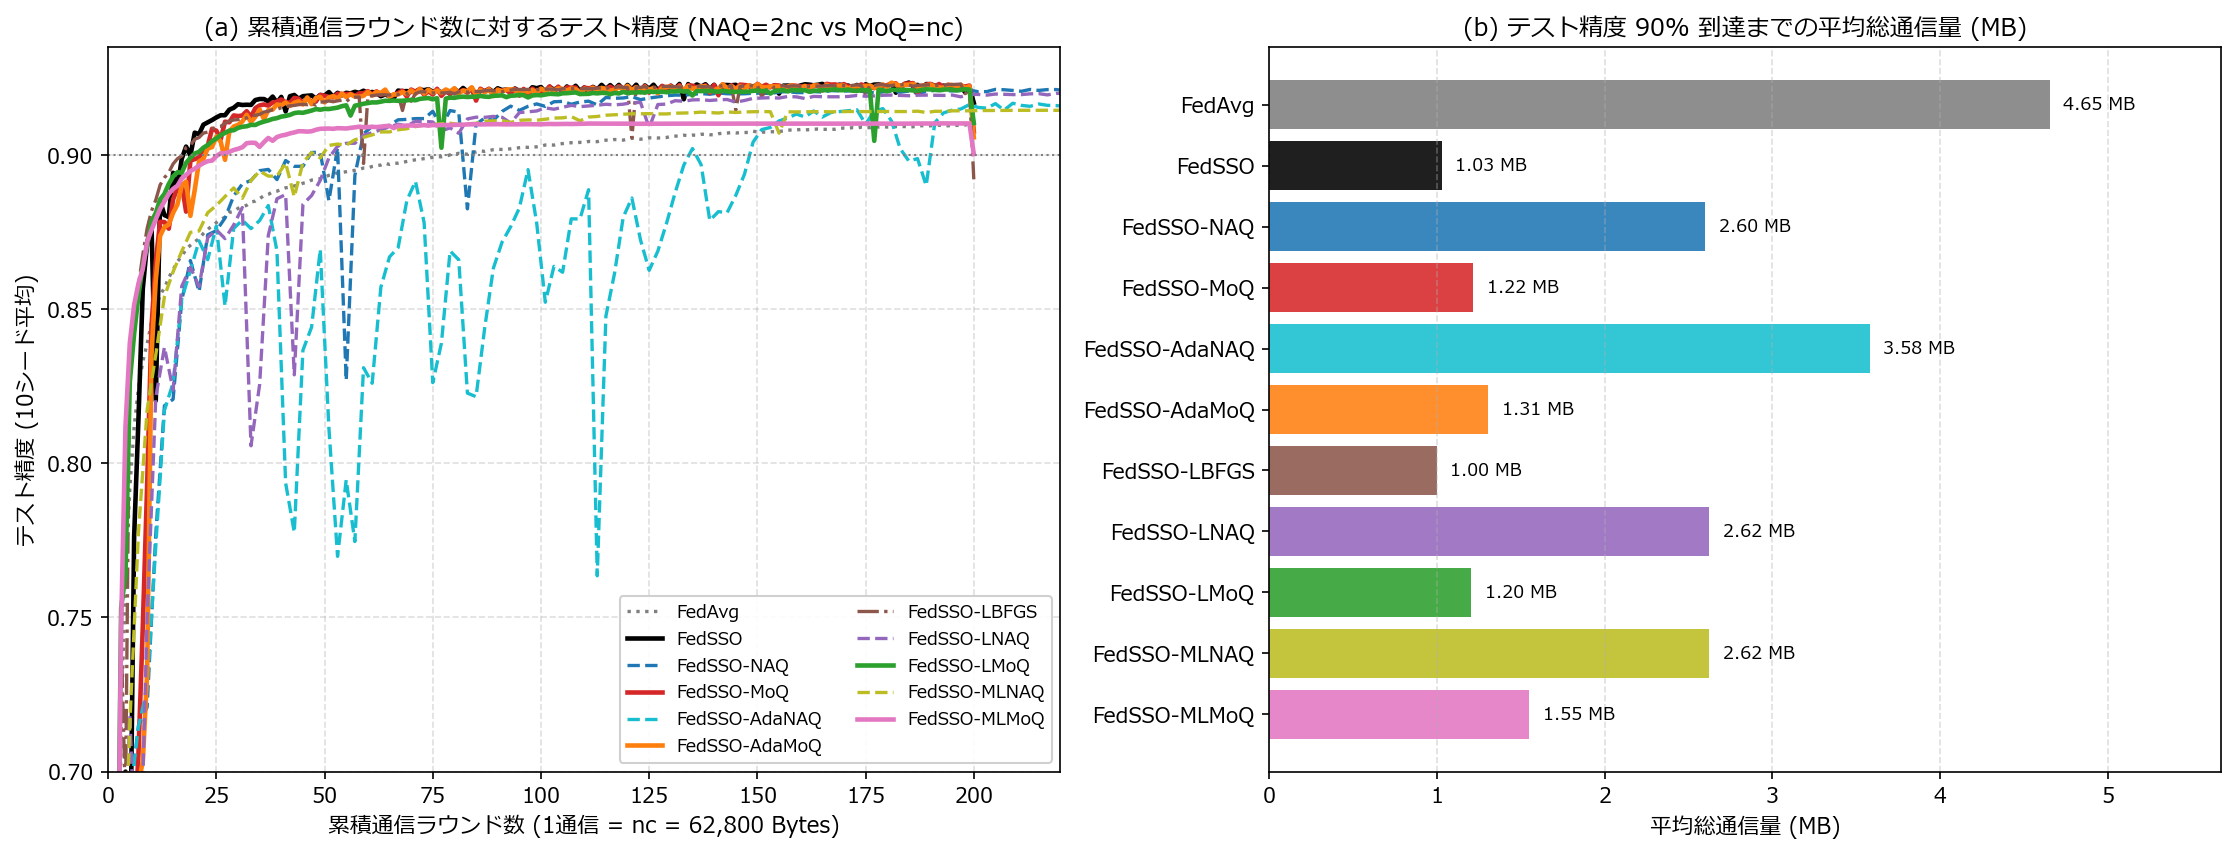 (a) 累積通信ラウンド数に対するテスト精度 (NAQ=2nc vs MoQ=nc)
テスト精度 (10シード平均)
0.90
0.85
0.80
0.75
0.70
0
25
50
75
100
125
150
175
200
累積通信ラウンド数 (1通信 = nc = 62,800 Bytes)
FedAvg
FedSSO
FedSSO-NAQ
FedSSO-MoQ
FedSSO-AdaNAQ
FedSSO-AdaMoQ
FedSSO-LBFGS
FedSSO-LNAQ
FedSSO-LMoQ
FedSSO-MLNAQ
FedSSO-MLMoQ
(b) テスト精度 90% 到達までの平均総通信量 (MB)
FedAvg 4.65 MB
FedSSO 1.03 MB
FedSSO-NAQ 2.60 MB
FedSSO-MoQ 1.22 MB
FedSSO-AdaNAQ 3.58 MB
FedSSO-AdaMoQ 1.31 MB
FedSSO-LBFGS 1.00 MB
FedSSO-LNAQ 2.62 MB
FedSSO-LMoQ 1.20 MB
FedSSO-MLNAQ 2.62 MB
FedSSO-MLMoQ 1.55 MB
0
1
2
3
4
5
平均総通信量 (MB)